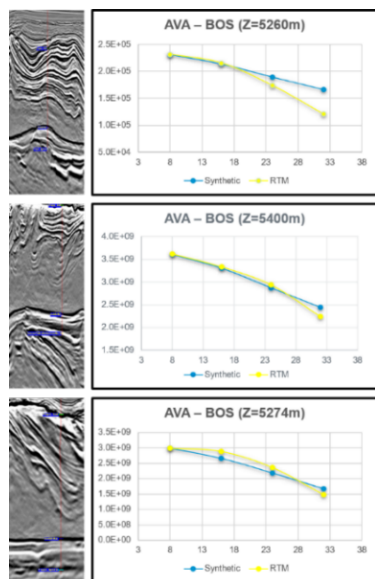 AVA – BOS (Z=5260m)
2.5E+05
2.0E+05
1.5E+05
1.0E+05
5.0E+04
3 8 13 18 23 28 33 38
Synthetic RTM
AVA – BOS (Z=5400m)
4.0E+09
3.5E+09
3.0E+09
2.5E+09
2.0E+09
1.5E+09
3 8 13 18 23 28 33 38
Synthetic RTM
AVA – BOS (Z=5274m)
3.5E+09
3.0E+09
2.5E+09
2.0E+09
1.5E+09
1.0E+09
5.0E+08
0.0E+00
3 8 13 18 23 28 33 38
Synthetic RTM